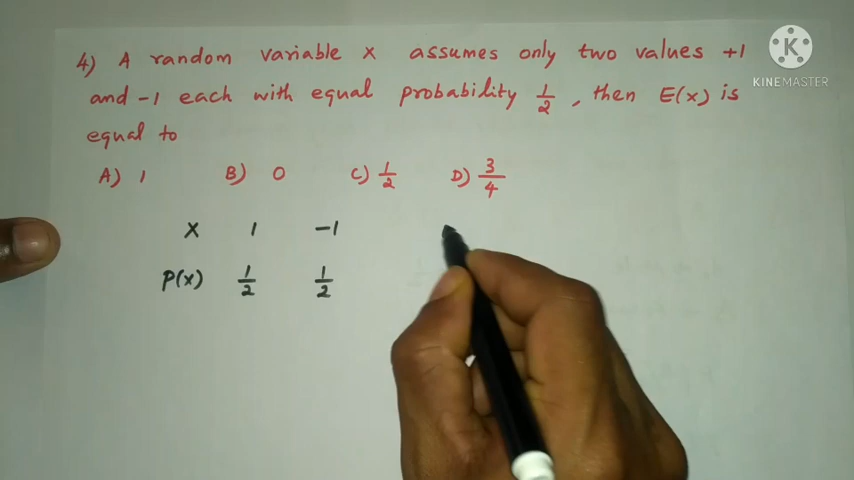 4) A random variable X assumes only two values +1
and -1 each with equal probability 1/2, then E(x) is
equal to
A) 1 B) 0 C) 1/2 D) 3/4
X 1 -1
P(x) 1/2 1/2
K
KINEMASTER